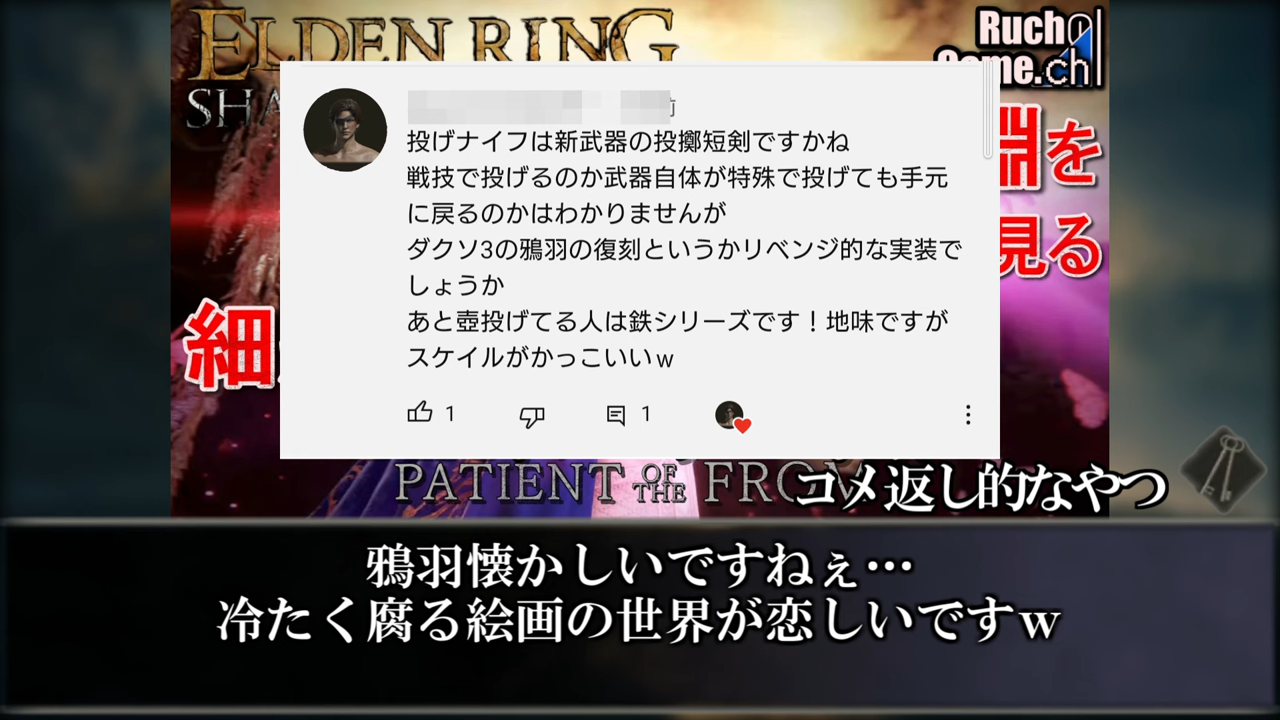 ELDEN RING
Rucho
Game.ch
SHA
淵を
見る
細
投げナイフは新武器の投擲短剣ですかね
戦技で投げるのか武器自体が特殊で投げても手元
に戻るのかはわかりませんが
ダクソ3の鴉羽の復刻というかリベンジ的な実装で
しょうか
あと壺投げてる人は鉄シリーズです！地味ですが
スケイルがかっこいいｗ
1
1
PATIENT OF THE FROM
コメ返し的なやつ
鴉羽懐かしいですねぇ…
冷たく腐る絵画の世界が恋しいですｗ